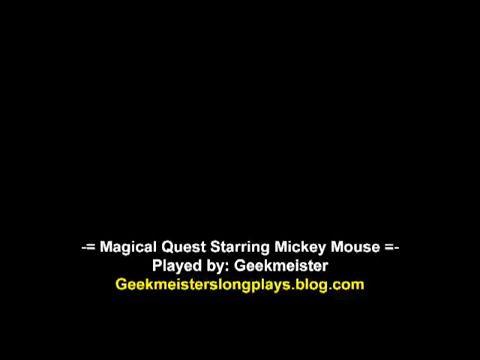 -= Magical Quest Starring Mickey Mouse =-
Played by: Geekmeister
Geekmeisterslongplays.blog.com